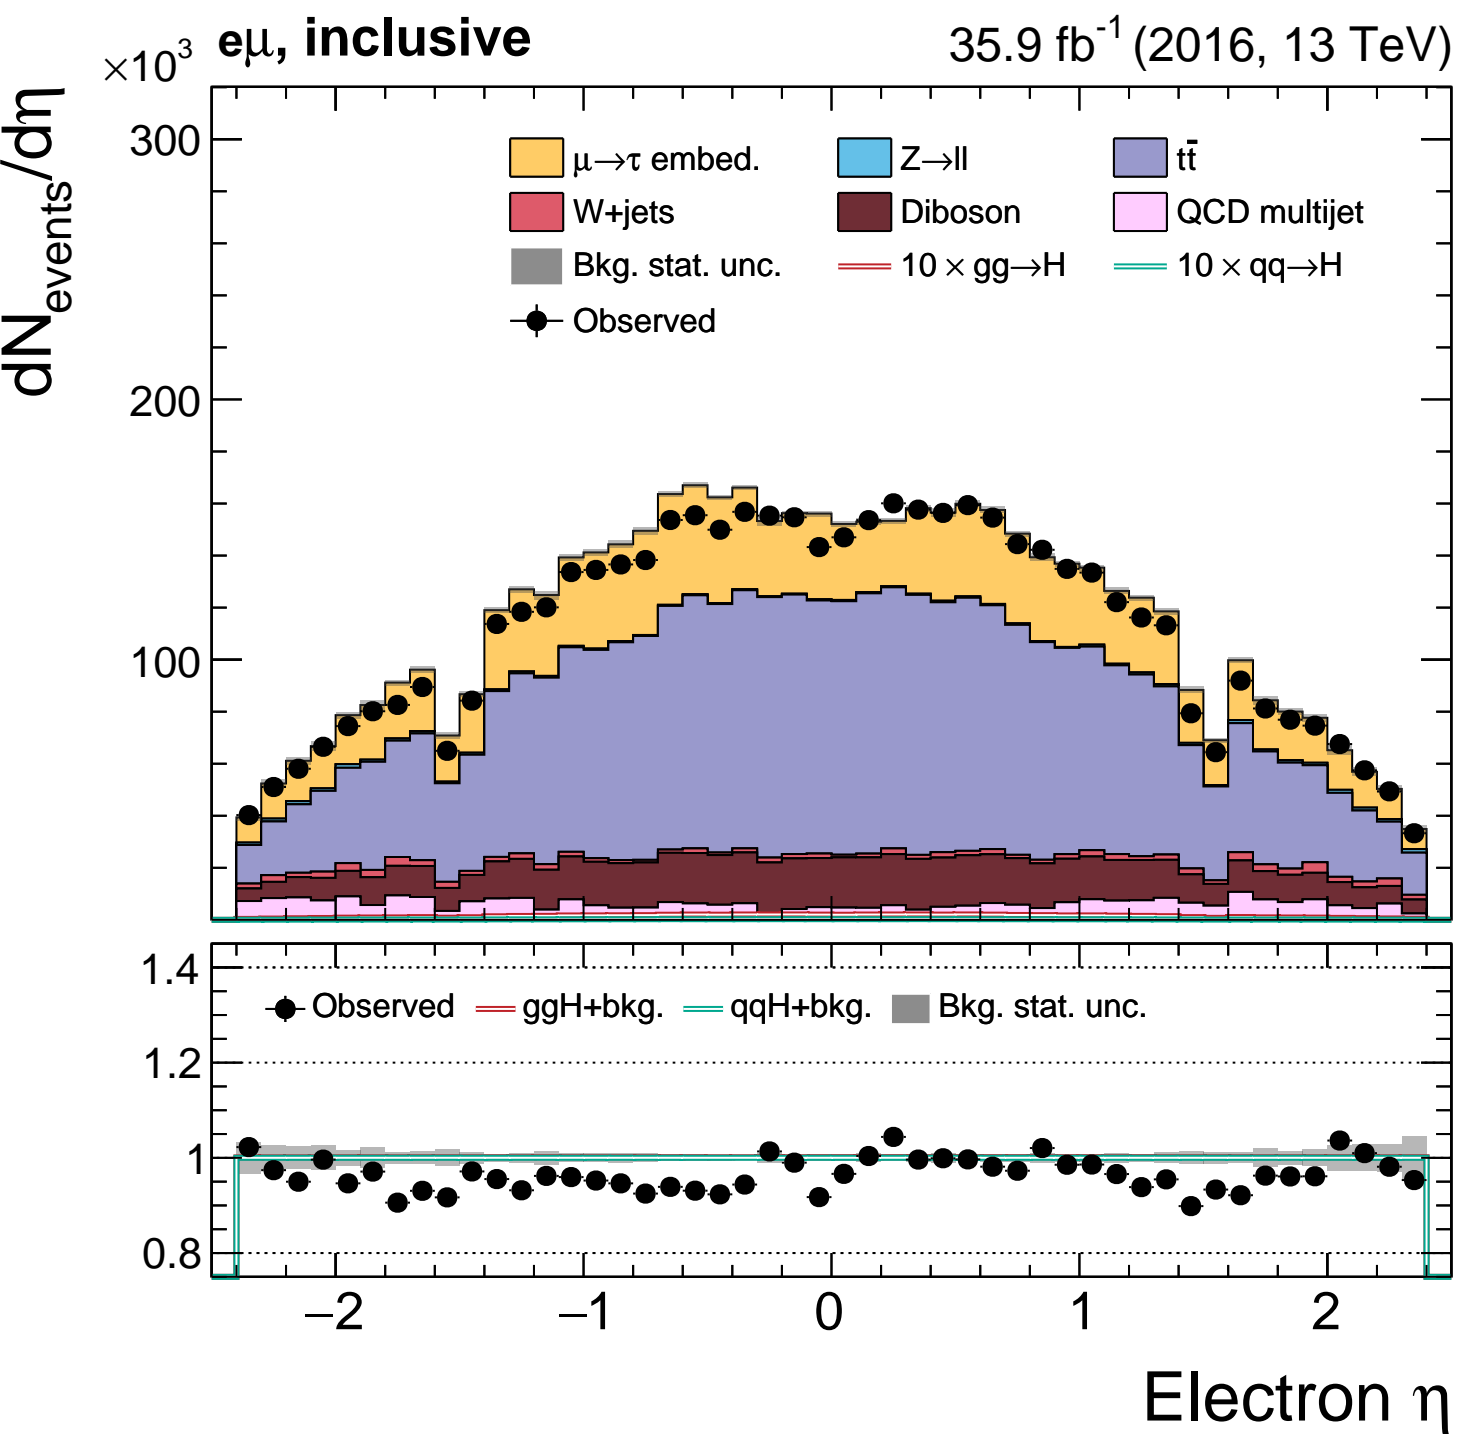 ×10³ eμ, inclusive 35.9 fb⁻¹ (2016, 13 TeV)
dN_events/dη
300
200
100
μ→τ embed. Z→ll tt̄
W+jets Diboson QCD multijet
Bkg. stat. unc. 10 × gg→H 10 × qq→H
Observed
1.4
1.2
1
0.8
Observed ggH+bkg. qqH+bkg. Bkg. stat. unc.
−2 −1 0 1 2
Electron η